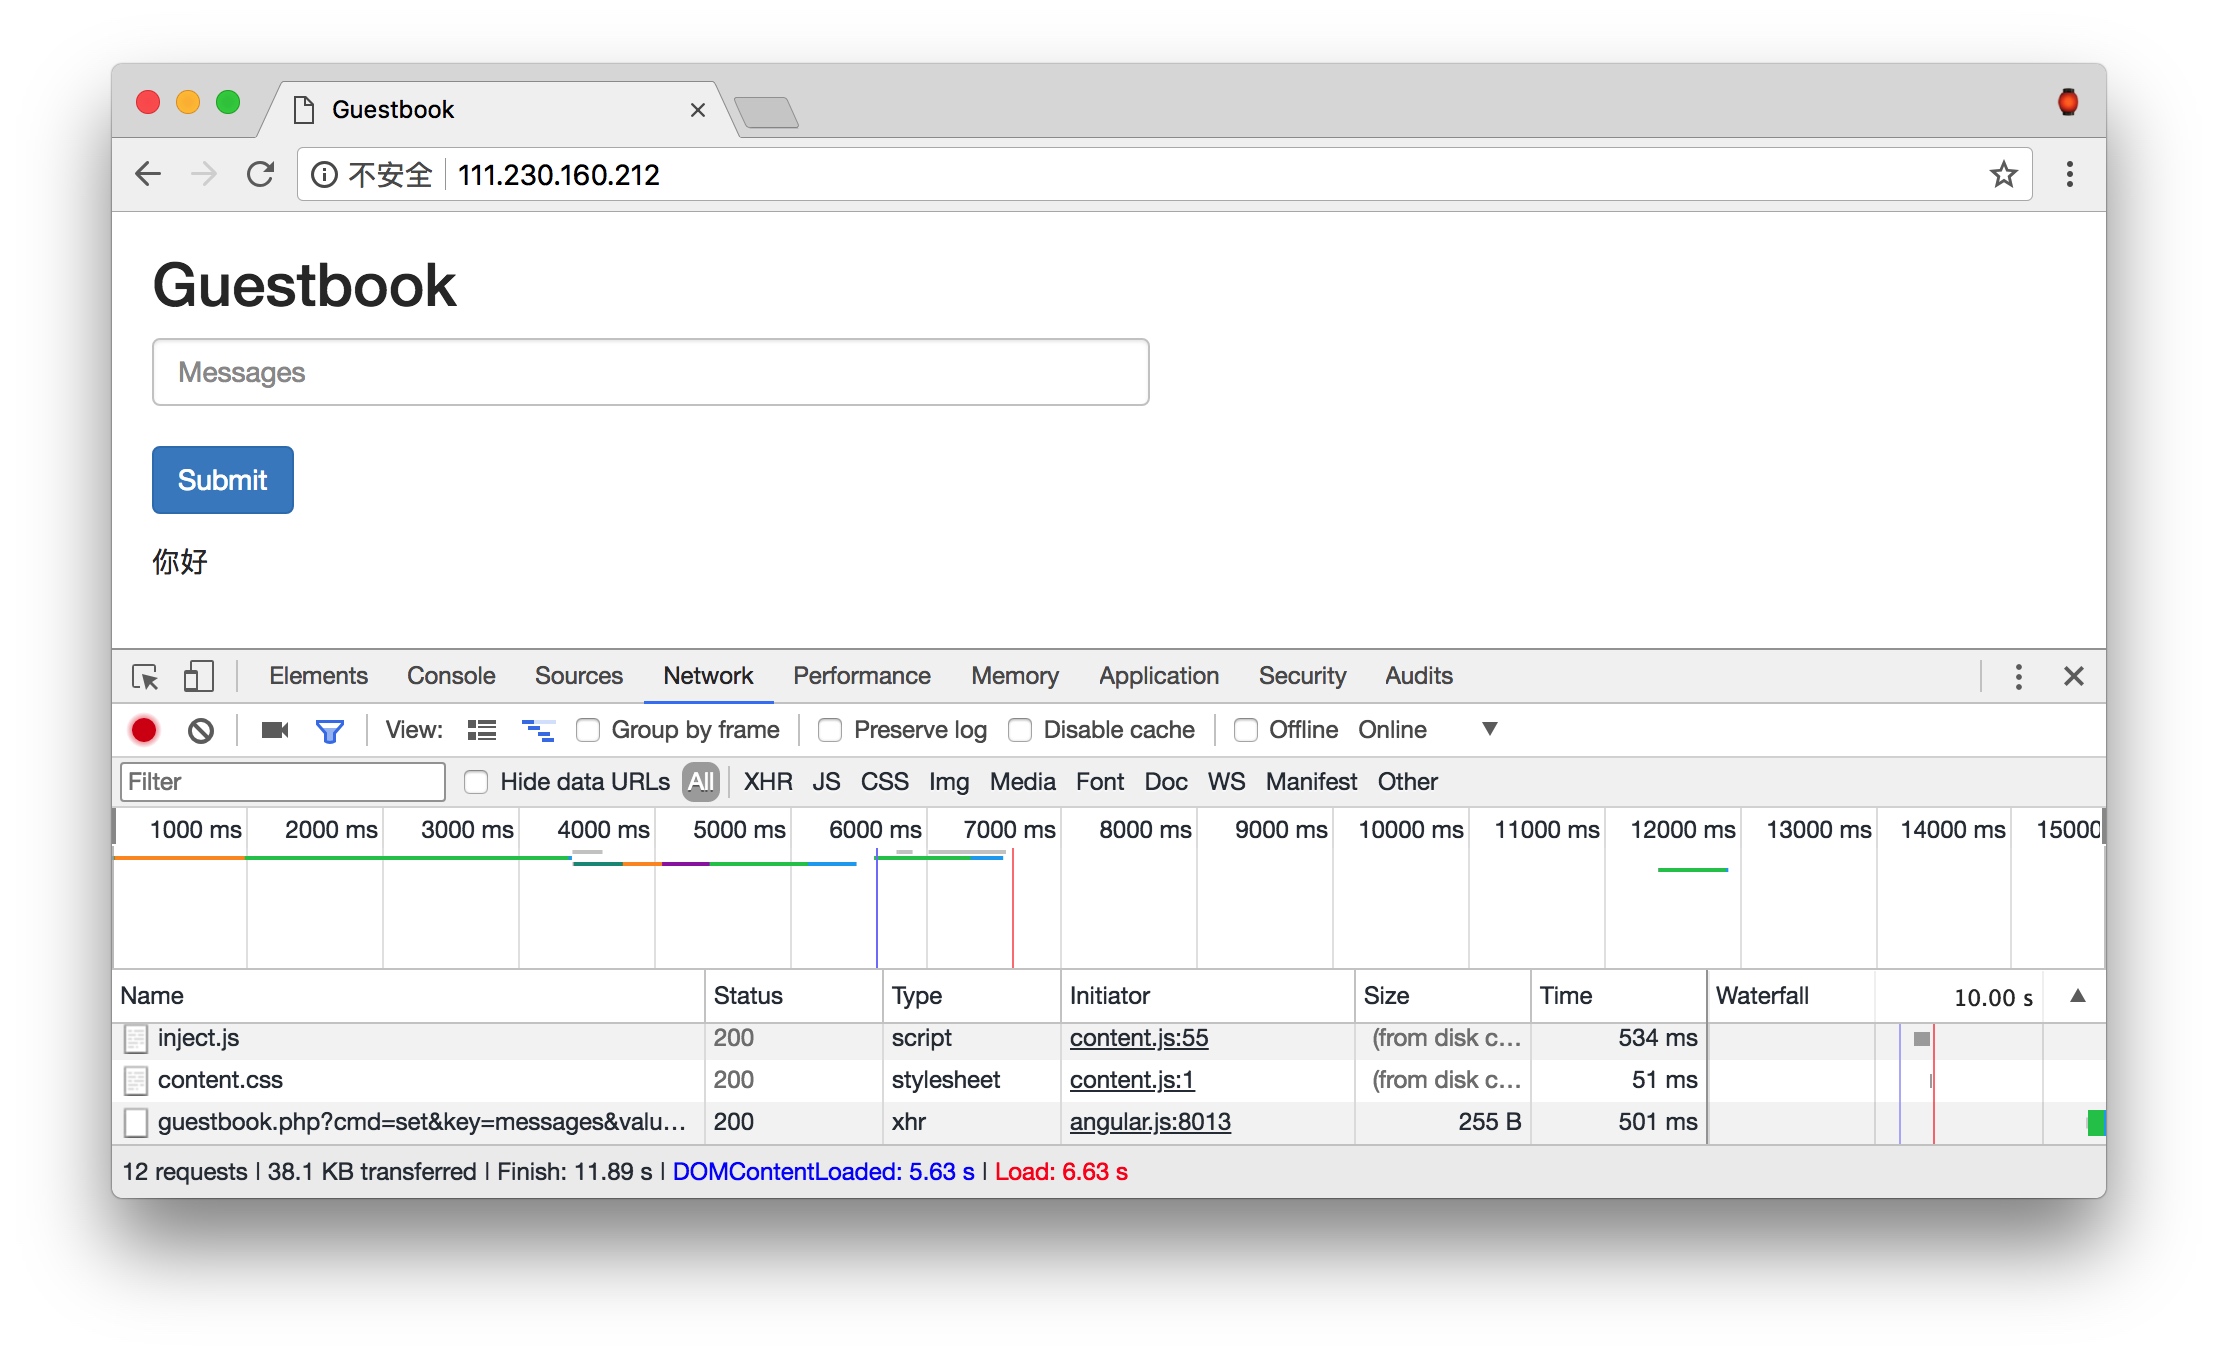 Guestbook
不安全 111.230.160.212
Guestbook
Messages
Submit
你好
Elements Console Sources Network Performance Memory Application Security Audits
View: Group by frame Preserve log Disable cache Offline Online
Filter Hide data URLs All XHR JS CSS Img Media Font Doc WS Manifest Other
1000 ms 2000 ms 3000 ms 4000 ms 5000 ms 6000 ms 7000 ms 8000 ms 9000 ms 10000 ms 11000 ms 12000 ms 13000 ms 14000 ms 15000
Name Status Type Initiator Size Time Waterfall 10.00 s
inject.js 200 script content.js:55 (from disk c... 534 ms
content.css 200 stylesheet content.js:1 (from disk c... 51 ms
guestbook.php?cmd=set&key=messages&valu... 200 xhr angular.js:8013 255 B 501 ms
12 requests | 38.1 KB transferred | Finish: 11.89 s | DOMContentLoaded: 5.63 s | Load: 6.63 s